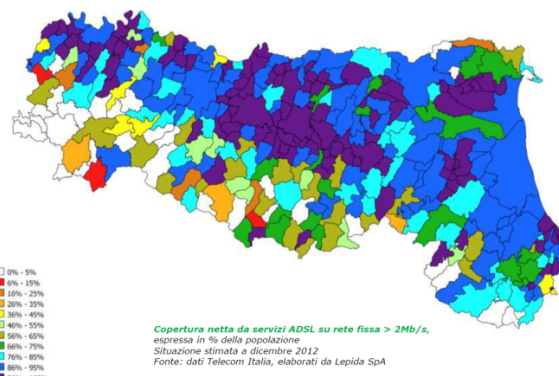 0% - 5%
6% - 15%
16% - 25%
26% - 35%
36% - 45%
46% - 55%
56% - 65%
66% - 75%
76% - 85%
86% - 95%
Copertura netta da servizi ADSL su rete fissa > 2Mb/s,
espressa in % della popolazione
Situazione stimata a dicembre 2012
Fonte: dati Telecom Italia, elaborati da Lepida SpA